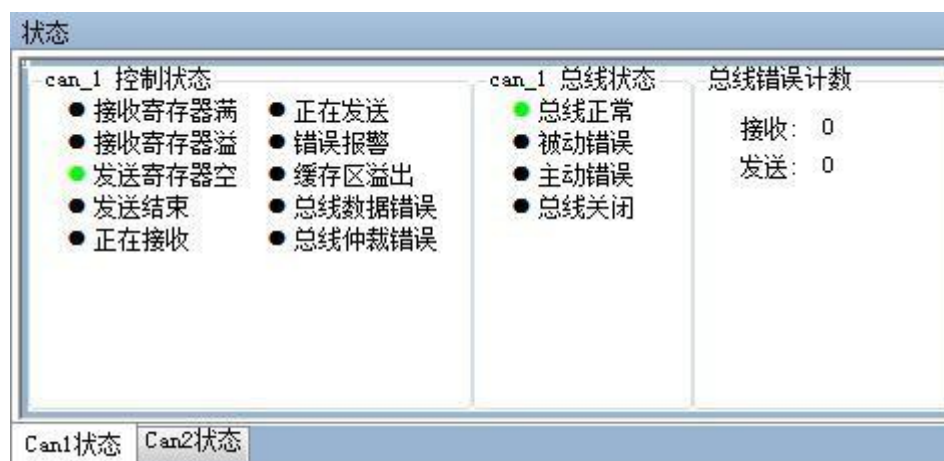 状态
can_1 控制状态
接收寄存器满
接收寄存器溢
发送寄存器空
发送结束
正在接收
正在发送
错误报警
缓存区溢出
总线数据错误
总线仲裁错误
can_1 总线状态
总线正常
被动错误
主动错误
总线关闭
总线错误计数
接收: 0
发送: 0
Can1状态
Can2状态